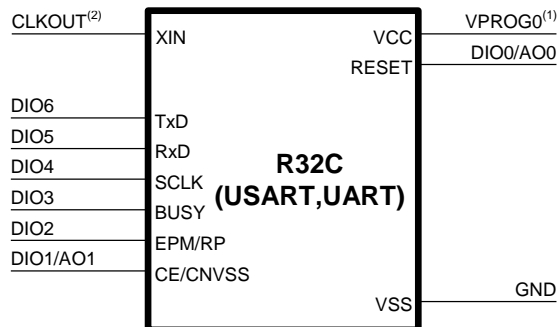 CLKOUT(2)
XIN
VCC
VPROG0(1)
RESET
DIO0/AO0
DIO6
TxD
DIO5
RxD
DIO4
SCLK
DIO3
BUSY
DIO2
EPM/RP
DIO1/AO1
CE/CNVSS
R32C
(USART,UART)
VSS
GND